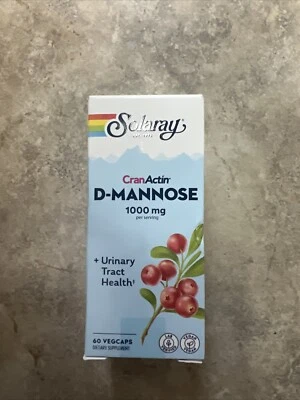 Solaray®
CranActin®
D-MANNOSE
1000 mg
per serving
+ Urinary
Tract
Health†
60 VEGCAPS
DIETARY SUPPLEMENT